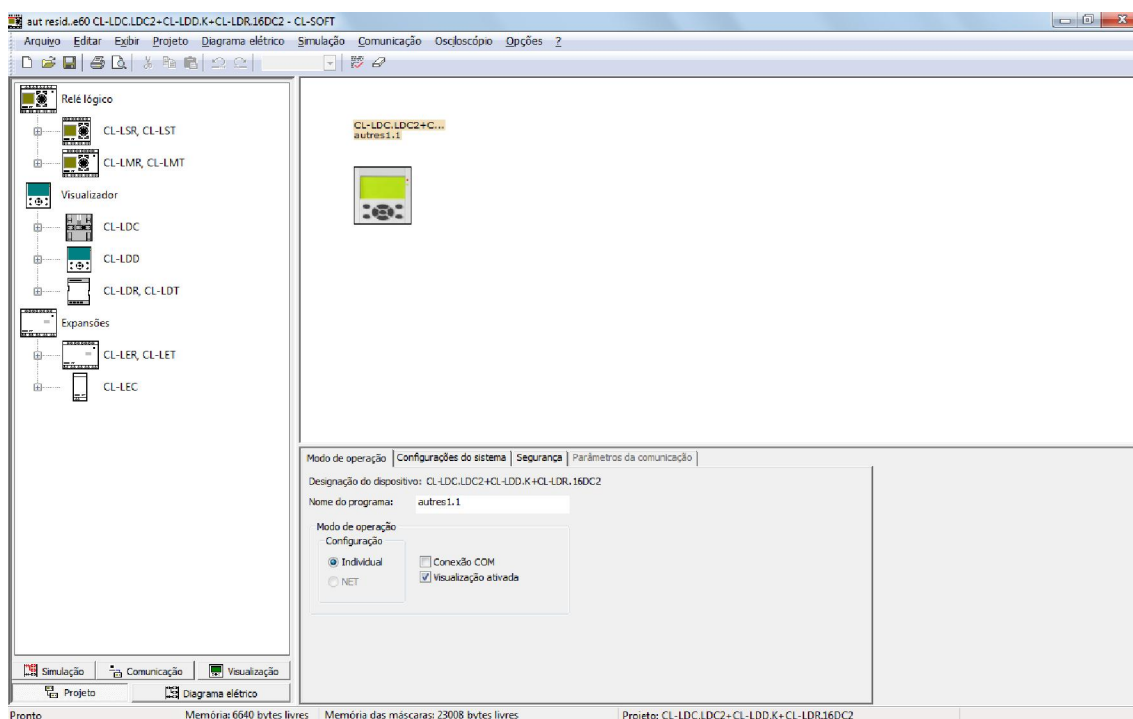 aut resid..e60 CL-LDC.LDC2+CL-LDD.K+CL-LDR.16DC2 - CL-SOFT
Arquivo Editar Exibir Projeto Diagrama elétrico Simulação Comunicação Osciloscópio Opções ?
Relé lógico
CL-LSR, CL-LST
CL-LMR, CL-LMT
Visualizador
CL-LDC
CL-LDD
CL-LDR, CL-LDT
Expansões
CL-LER, CL-LET
CL-LEC
Simulação Comunicação Visualização
Projeto Diagrama elétrico
CL-LDC.LDC2+C...
autres1.1
Modo de operação Configurações do sistema Segurança Parâmetros da comunicação
Designação do dispositivo: CL-LDC.LDC2+CL-LDD.K+CL-LDR.16DC2
Nome do programa: autres1.1
Modo de operação
Configuração
Individual Conexão COM
NET Visualização ativada
Pronto Memória: 6640 bytes livres Memória das máscaras: 23008 bytes livres Projeto: CL-LDC.LDC2+CL-LDD.K+CL-LDR.16DC2